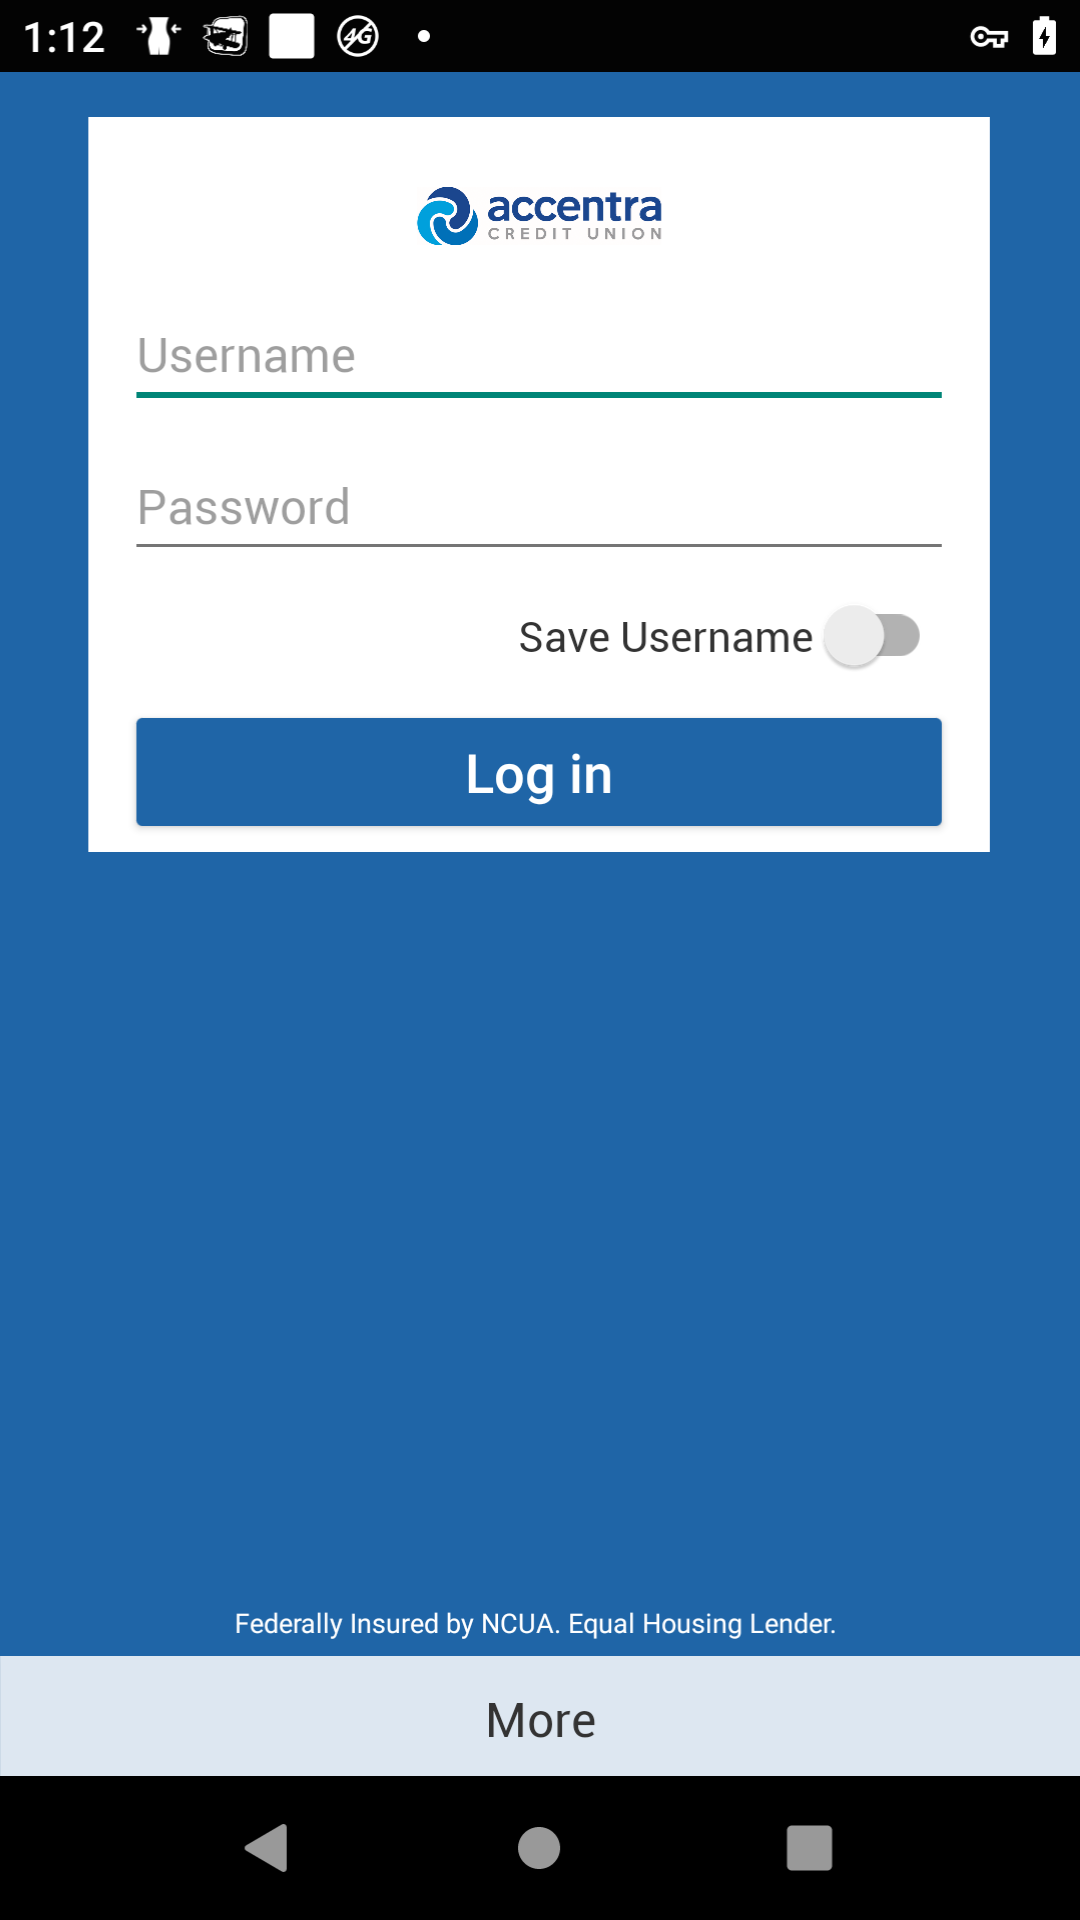 1:12
4G
accentra
CREDIT UNION
Username
Password
Save Username
Log in
Federally Insured by NCUA. Equal Housing Lender.
More